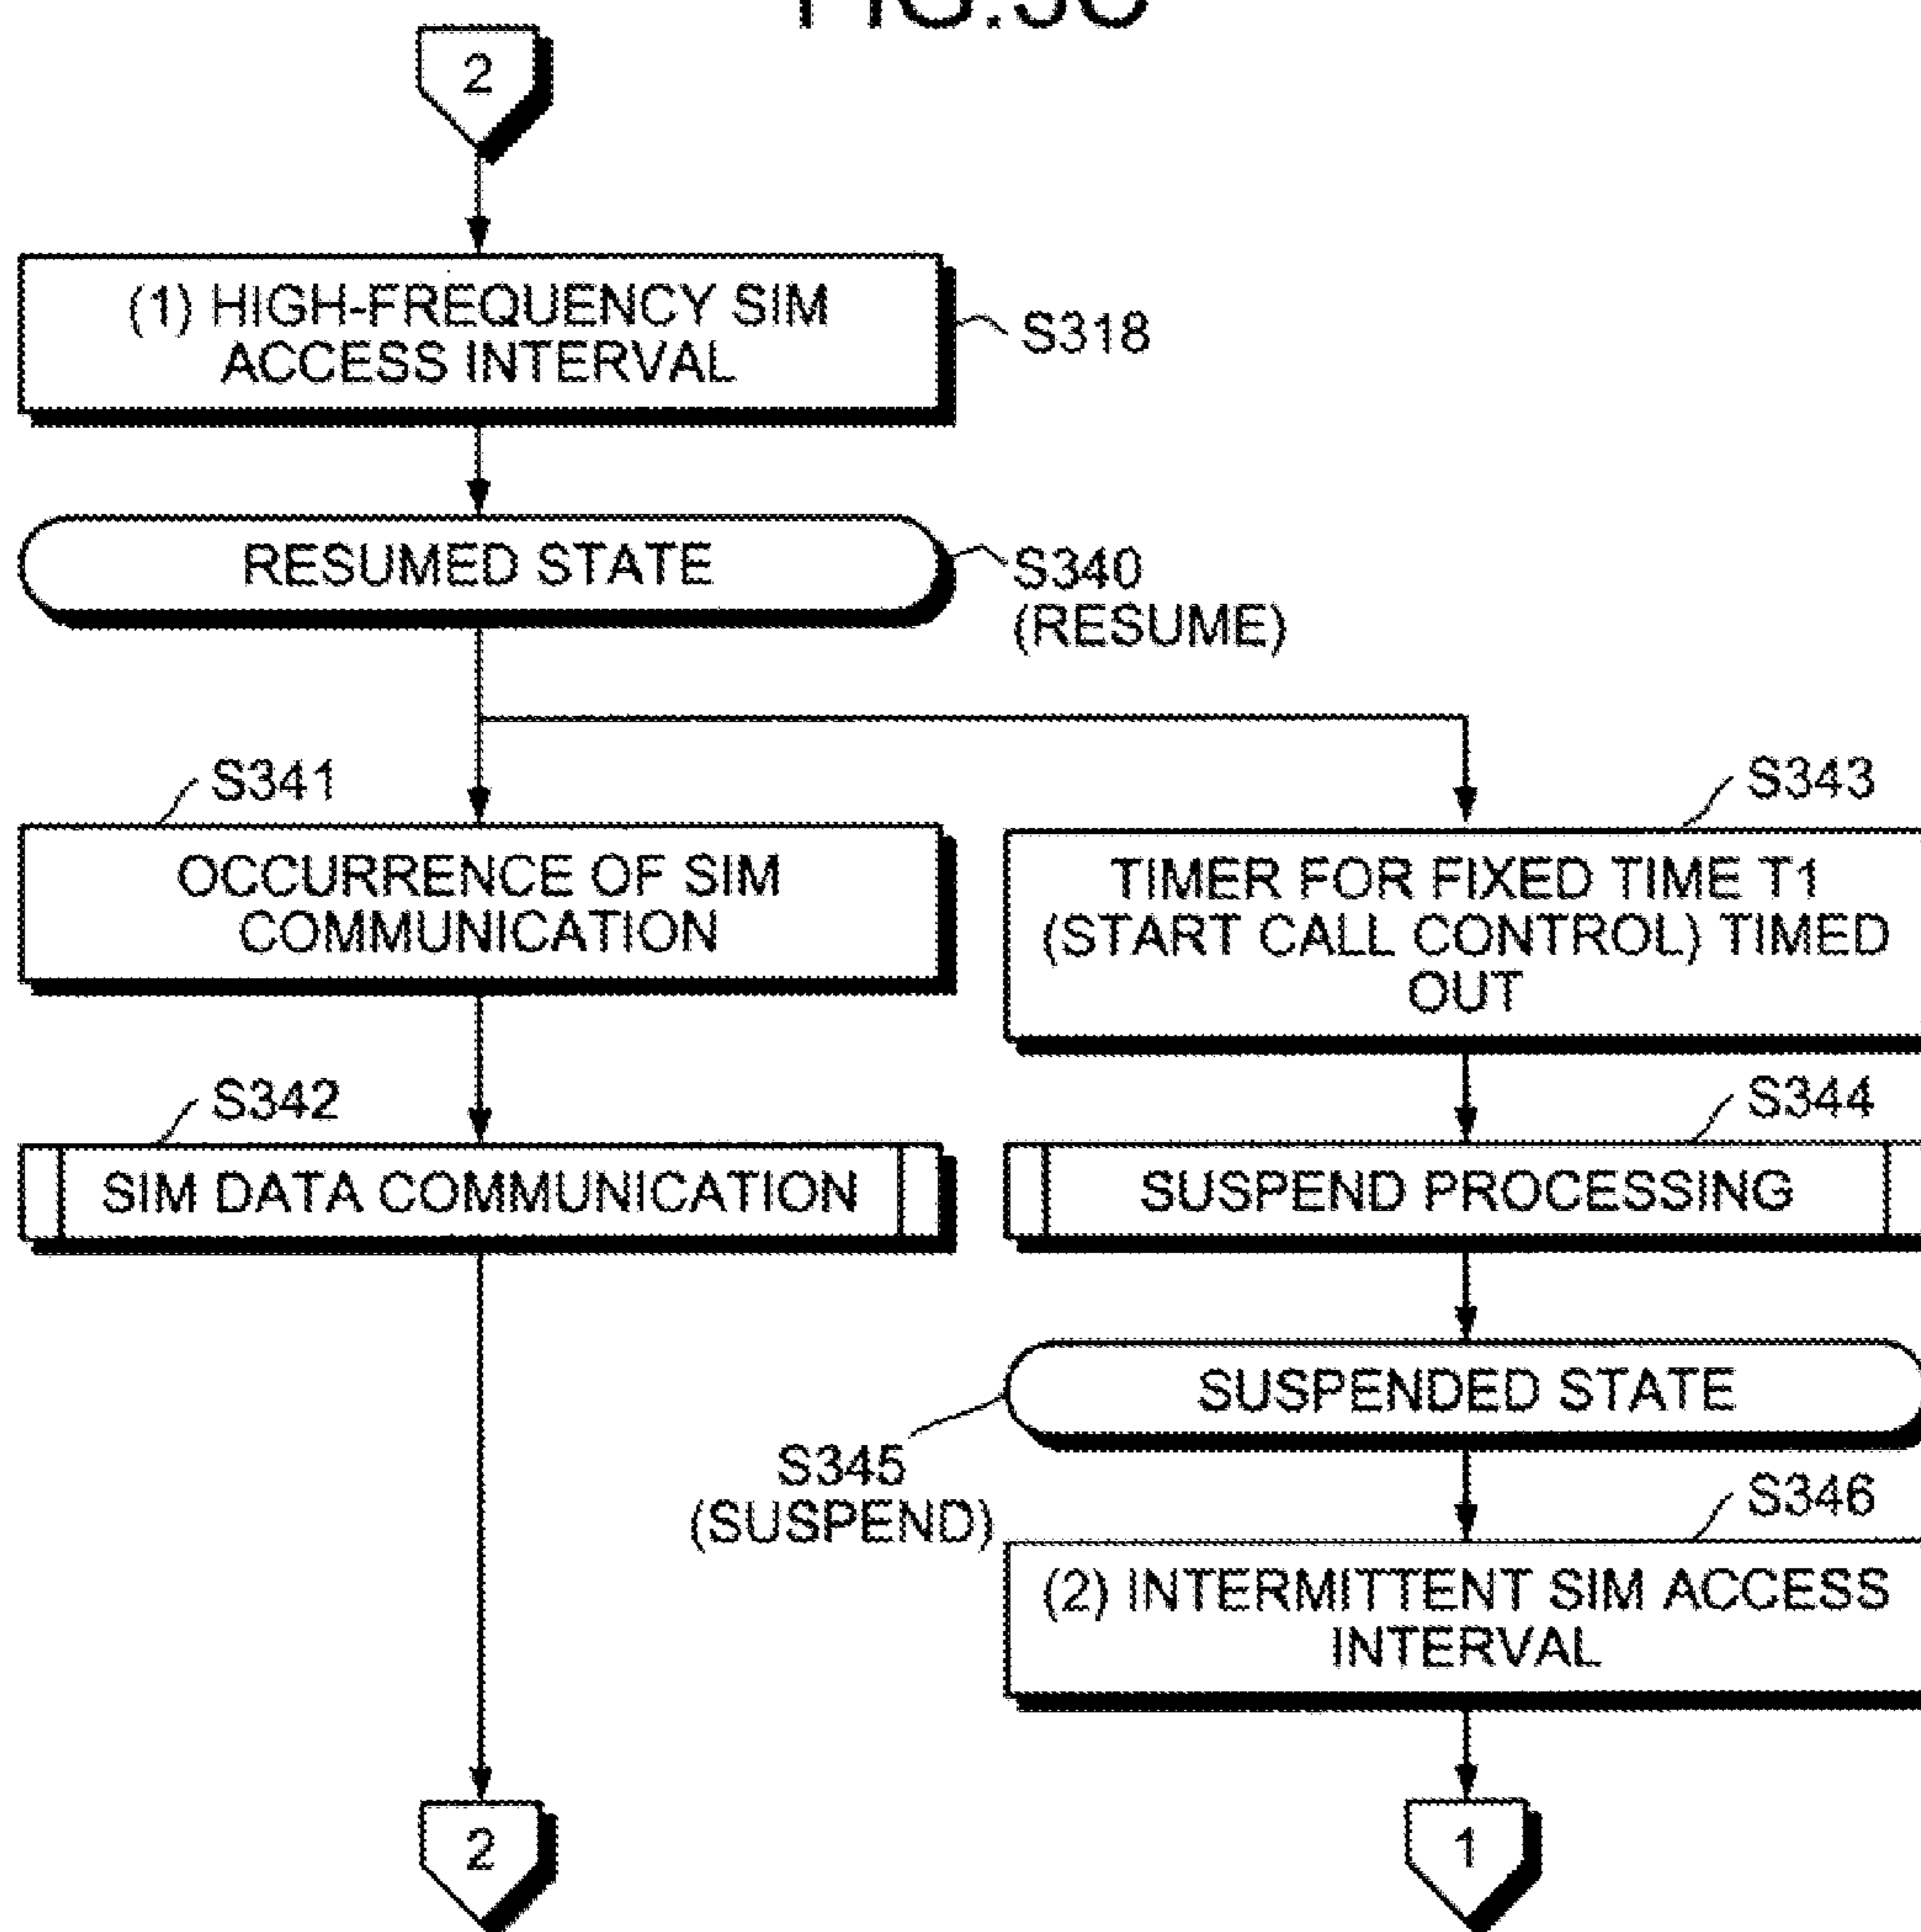 2
(1) HIGH-FREQUENCY SIM
ACCESS INTERVAL
S318
RESUMED STATE
S340
(RESUME)
S341
OCCURRENCE OF SIM
COMMUNICATION
S342
SIM DATA COMMUNICATION
2
S343
TIMER FOR FIXED TIME T1
(START CALL CONTROL) TIMED
OUT
S344
SUSPEND PROCESSING
SUSPENDED STATE
S345
(SUSPEND)
S346
(2) INTERMITTENT SIM ACCESS
INTERVAL
1